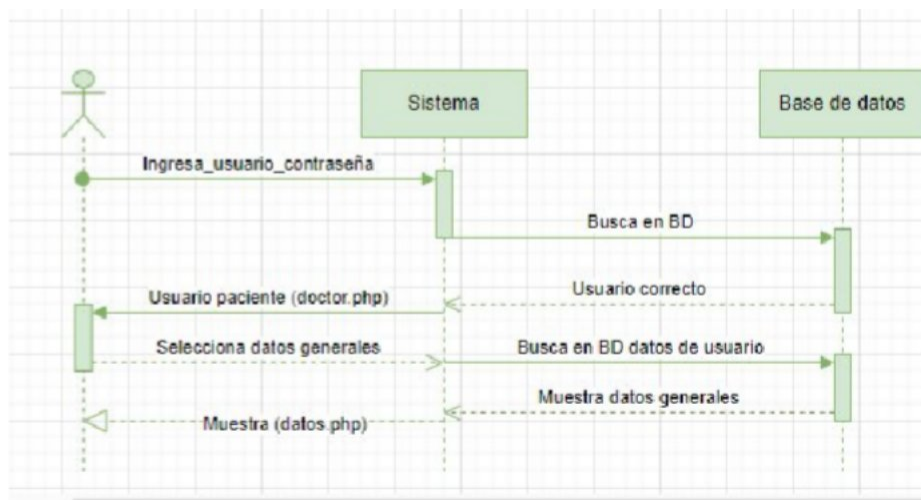 Sistema
Base de datos
Ingresa_usuario_contraseña
Busca en BD
Usuario correcto
Usuario paciente (doctor.php)
Selecciona datos generales
Busca en BD datos de usuario
Muestra datos generales
Muestra (datos.php)